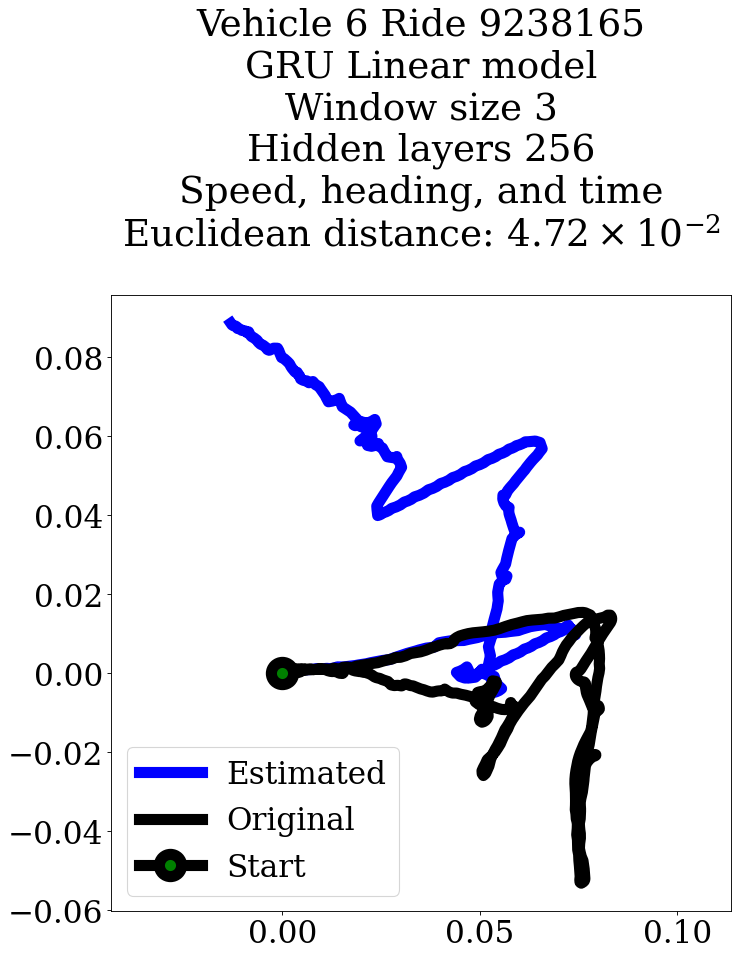 Vehicle 6 Ride 9238165
GRU Linear model
Window size 3
Hidden layers 256
Speed, heading, and time
Euclidean distance: 4.72 × 10⁻²
0.08
0.06
0.04
0.02
0.00
−0.02
−0.04
−0.06
Estimated
Original
Start
0.00 0.05 0.10